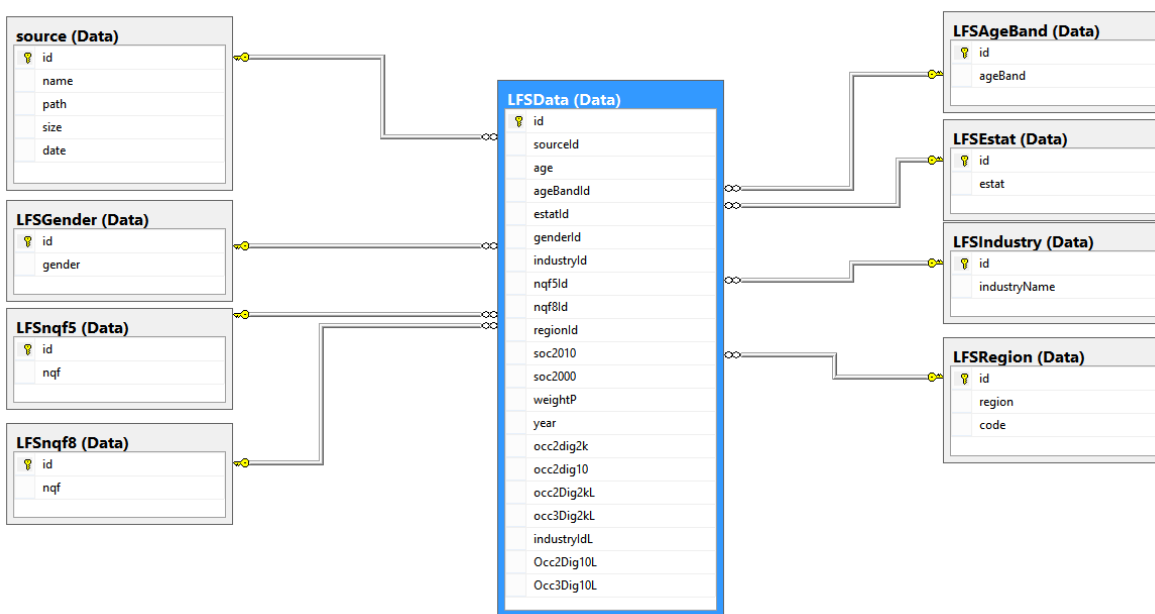 source (Data)
id
name
path
size
date
LFSGender (Data)
id
gender
LFSnqf5 (Data)
id
nqf
LFSnqf8 (Data)
id
nqf
LFSData (Data)
id
sourceId
age
ageBandId
estatId
genderId
industryId
nqf5Id
nqf8Id
regionId
soc2010
soc2000
weightP
year
occ2dig2k
occ2dig10
occ2Dig2kL
occ3Dig2kL
industryIdL
Occ2Dig10L
Occ3Dig10L
LFSAgeBand (Data)
id
ageBand
LFSEstat (Data)
id
estat
LFSIndustry (Data)
id
industryName
LFSRegion (Data)
id
region
code